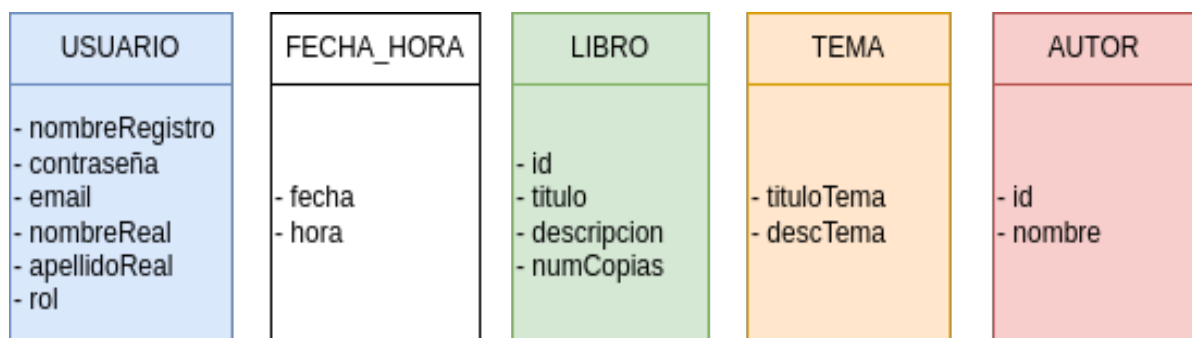 USUARIO
- nombreRegistro
- contraseña
- email
- nombreReal
- apellidoReal
- rol
FECHA_HORA
- fecha
- hora
LIBRO
- id
- titulo
- descripcion
- numCopias
TEMA
- tituloTema
- descTema
AUTOR
- id
- nombre